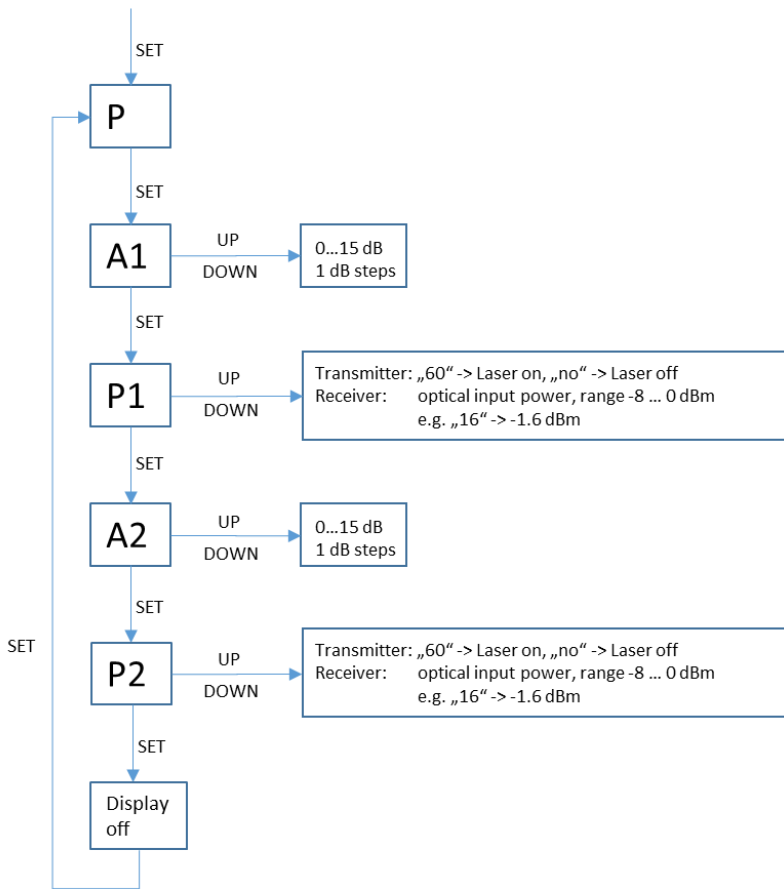 SET
P
SET
A1
UP
DOWN
0...15 dB
1 dB steps
SET
P1
UP
DOWN
Transmitter: „60“ -> Laser on, „no“ -> Laser off
Receiver: optical input power, range -8 ... 0 dBm
e.g. „16“ -> -1.6 dBm
SET
A2
UP
DOWN
0...15 dB
1 dB steps
SET
SET
P2
UP
DOWN
Transmitter: „60“ -> Laser on, „no“ -> Laser off
Receiver: optical input power, range -8 ... 0 dBm
e.g. „16“ -> -1.6 dBm
SET
Display
off